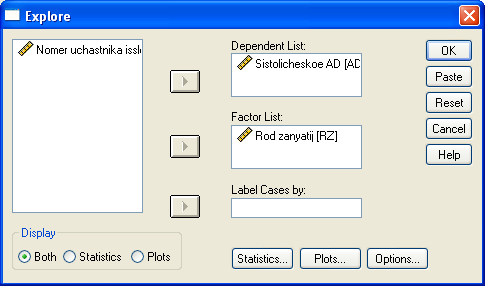 Explore
Nomer uchastnika issl
Dependent List:
Sistolicheskoe AD [AD
Factor List:
Rod zanyatij [RZ]
Label Cases by:
OK
Paste
Reset
Cancel
Help
Display
Both
Statistics
Plots
Statistics...
Plots...
Options...